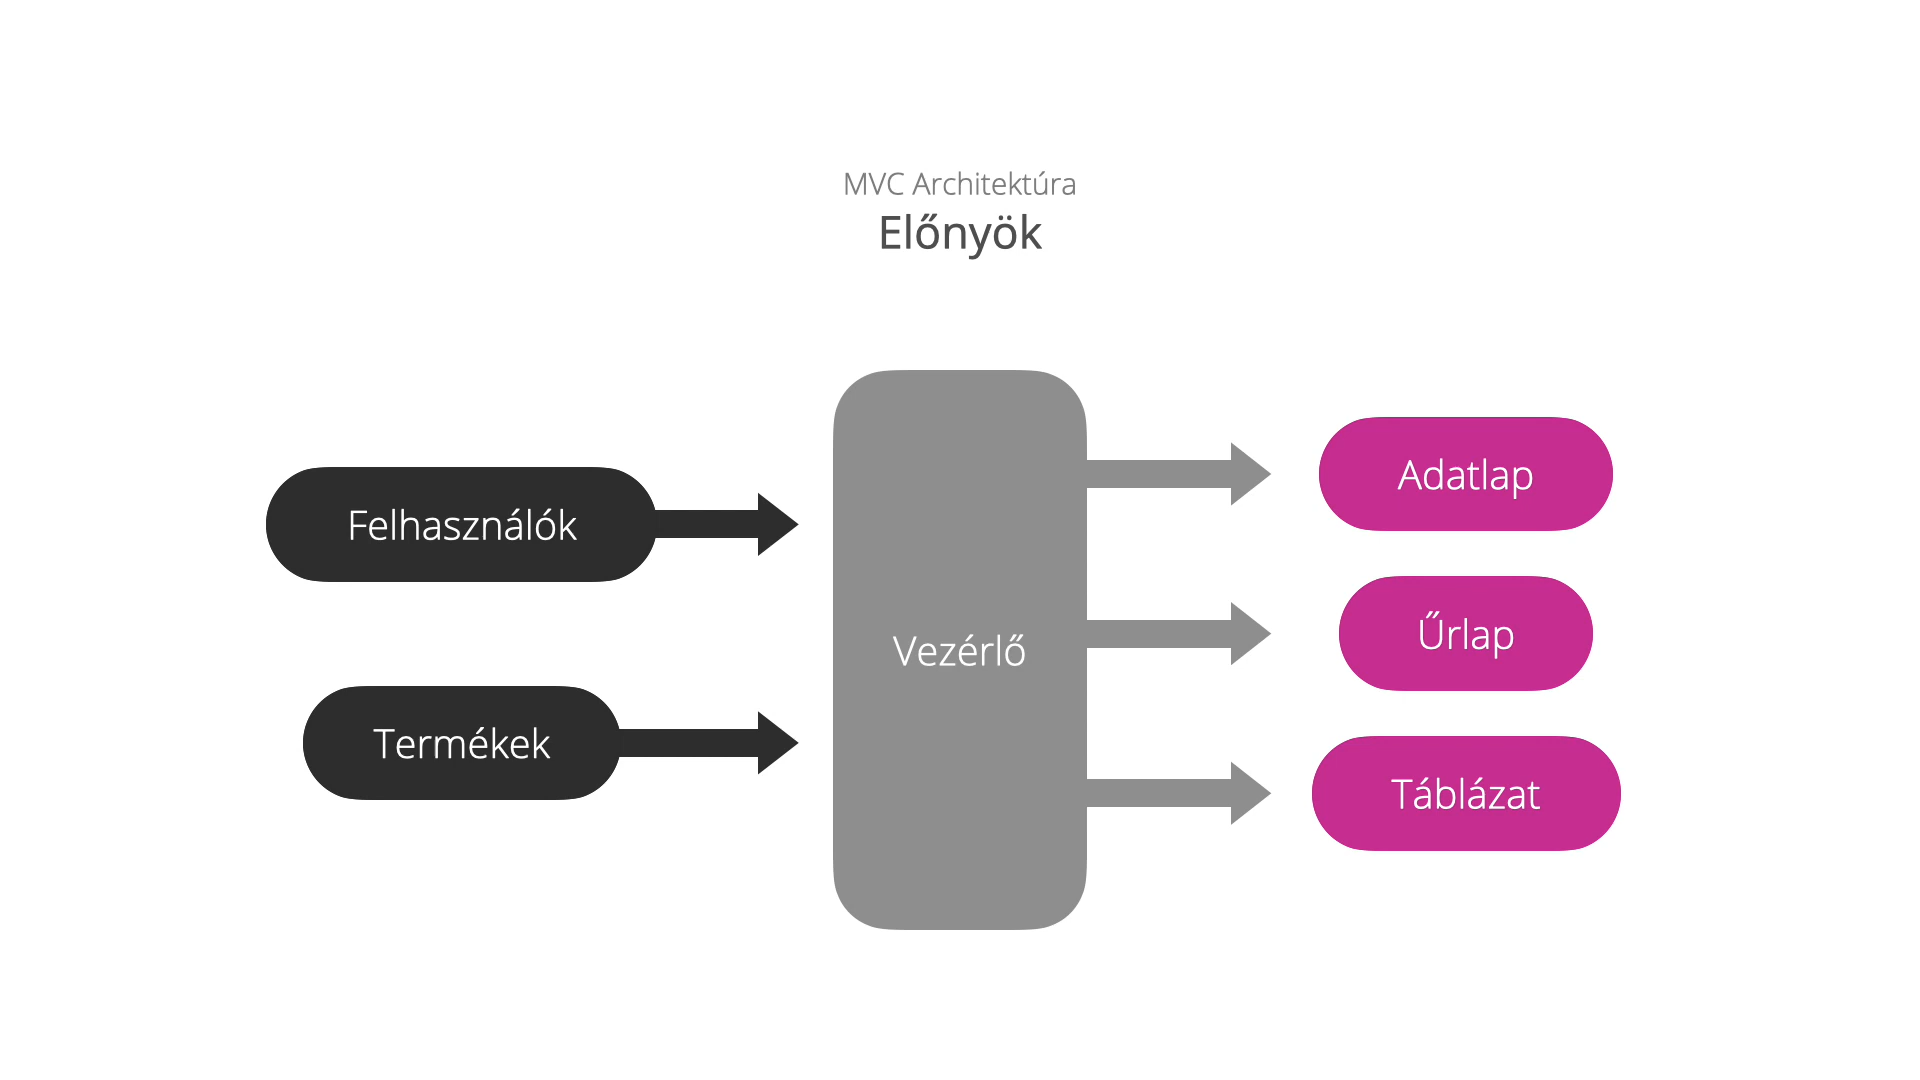 MVC Architektúra
Előnyök
Felhasználók
Termékek
Vezérlő
Adatlap
Űrlap
Táblázat